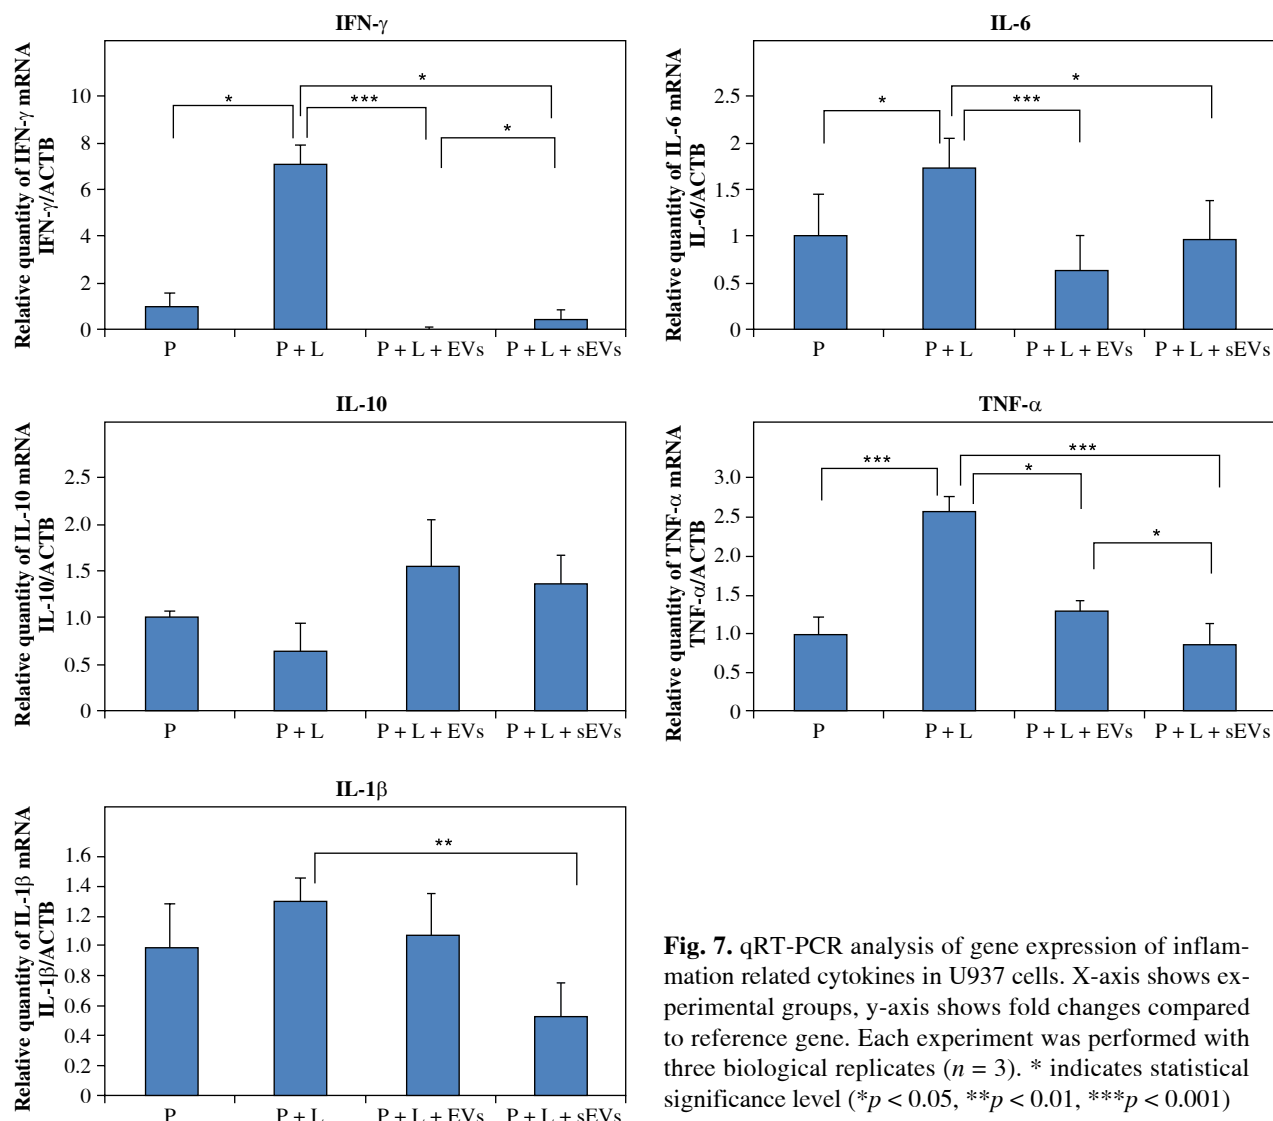 IFN-γ
Relative quantity of IFN-γ mRNA
IFN-γ/ACTB
10
8
6
4
2
0
*
*
***
*
P
P + L
P + L + EVs
P + L + sEVs
IL-6
Relative quantity of IL-6 mRNA
IL-6/ACTB
2.5
2
1.5
1
0.5
0
*
*
***
P
P + L
P + L + EVs
P + L + sEVs
IL-10
Relative quantity of IL-10 mRNA
IL-10/ACTB
2.5
2.0
1.5
1.0
0.5
0
P
P + L
P + L + EVs
P + L + sEVs
TNF-α
Relative quantity of TNF-α mRNA
TNF-α/ACTB
3.0
2.5
2.0
1.5
1.0
0.5
0
***
***
*
*
P
P + L
P + L + EVs
P + L + sEVs
IL-1β
Relative quantity of IL-1β mRNA
IL-1β/ACTB
1.6
1.4
1.2
1.0
0.8
0.6
0.4
0.2
0
**
P
P + L
P + L + EVs
P + L + sEVs
Fig. 7. qRT-PCR analysis of gene expression of inflam-
mation related cytokines in U937 cells. X-axis shows ex-
perimental groups, y-axis shows fold changes compared
to reference gene. Each experiment was performed with
three biological replicates (n = 3). * indicates statistical
significance level (*p < 0.05, **p < 0.01, ***p < 0.001)